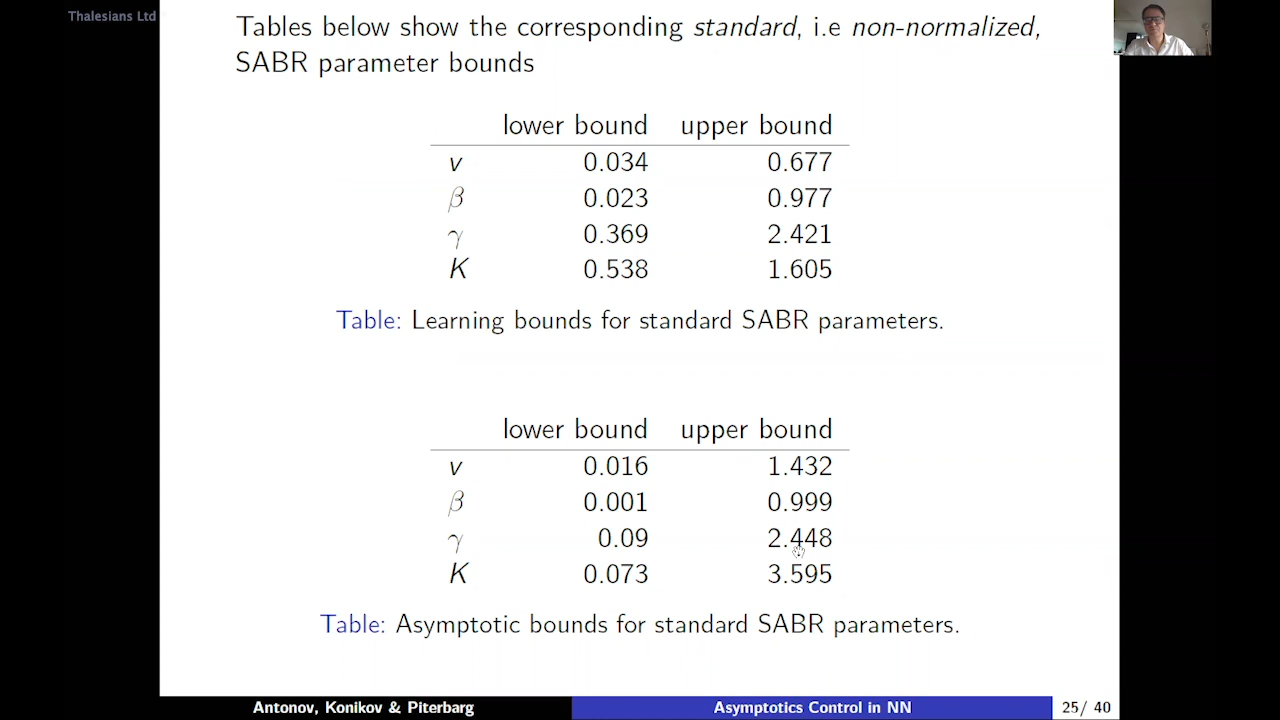 Thalesians Ltd
Tables below show the corresponding standard, i.e non-normalized,
SABR parameter bounds
lower bound upper bound
v 0.034 0.677
β 0.023 0.977
γ 0.369 2.421
K 0.538 1.605
Table: Learning bounds for standard SABR parameters.
lower bound upper bound
v 0.016 1.432
β 0.001 0.999
γ 0.09 2.448
K 0.073 3.595
Table: Asymptotic bounds for standard SABR parameters.
Antonov, Konikov & Piterbarg Asymptotics Control in NN 25/ 40